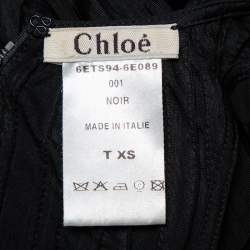 Chloé
6ETS94-6E089
001
NOIR
MADE IN ITALIE
T XS